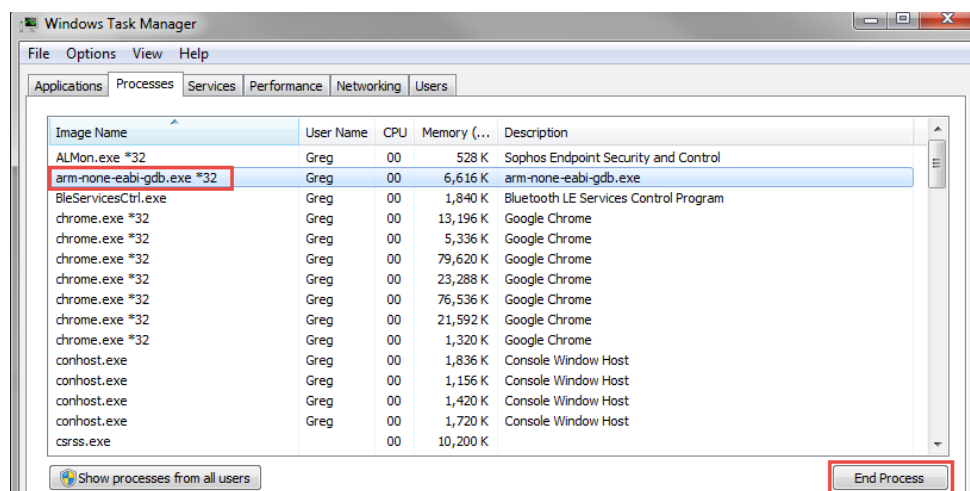 Windows Task Manager
File Options View Help
Applications Processes Services Performance Networking Users
Image Name User Name CPU Memory (... Description
ALMon.exe *32 Greg 00 528 K Sophos Endpoint Security and Control
arm-none-eabi-gdb.exe *32 Greg 00 6,616 K arm-none-eabi-gdb.exe
BleServicesCtrl.exe Greg 00 1,840 K Bluetooth LE Services Control Program
chrome.exe *32 Greg 00 13,196 K Google Chrome
chrome.exe *32 Greg 00 5,336 K Google Chrome
chrome.exe *32 Greg 00 79,620 K Google Chrome
chrome.exe *32 Greg 00 23,288 K Google Chrome
chrome.exe *32 Greg 00 76,536 K Google Chrome
chrome.exe *32 Greg 00 21,592 K Google Chrome
chrome.exe *32 Greg 00 1,320 K Google Chrome
conhost.exe Greg 00 1,836 K Console Window Host
conhost.exe Greg 00 1,156 K Console Window Host
conhost.exe Greg 00 1,420 K Console Window Host
conhost.exe Greg 00 1,720 K Console Window Host
csrss.exe 00 10,200 K
Show processes from all users End Process